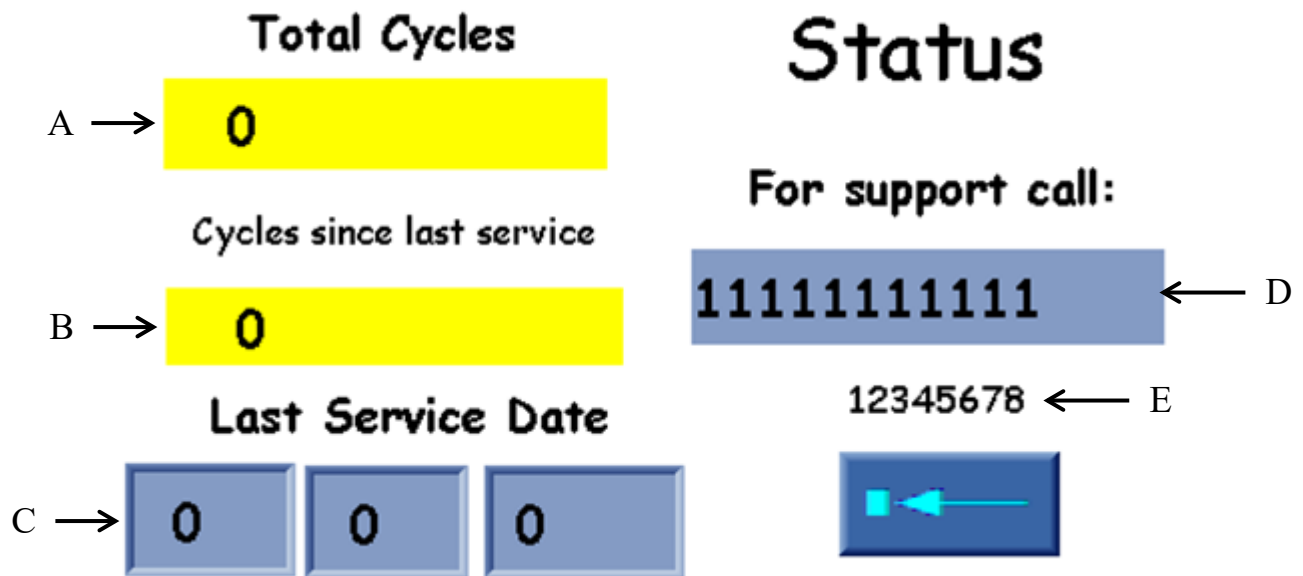 Total Cycles
A
0
Cycles since last service
B
0
Last Service Date
C
0 0 0
Status
For support call:
11111111111
D
12345678
E